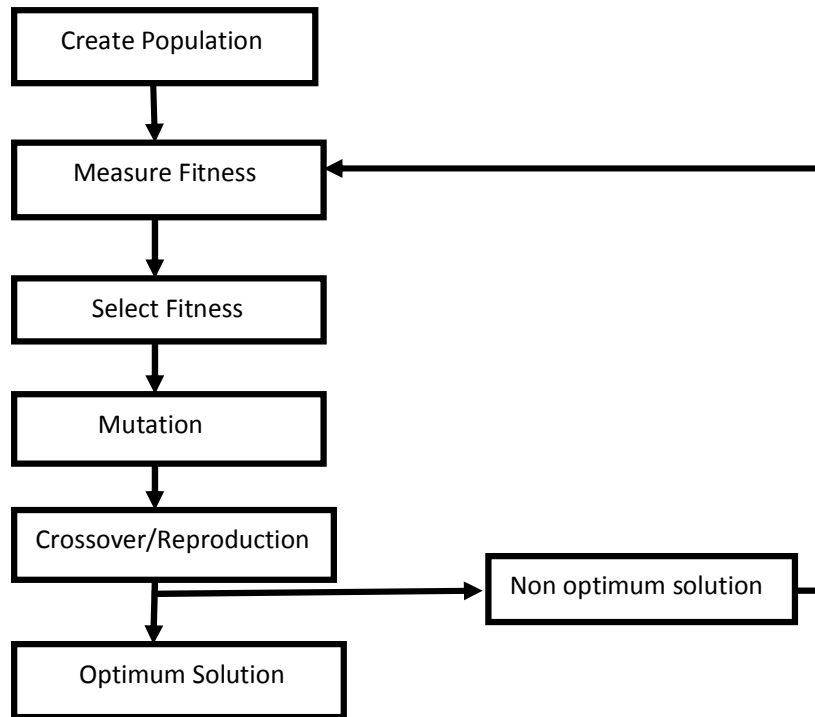 Create Population
Measure Fitness
Select Fitness
Mutation
Crossover/Reproduction
Non optimum solution
Optimum Solution